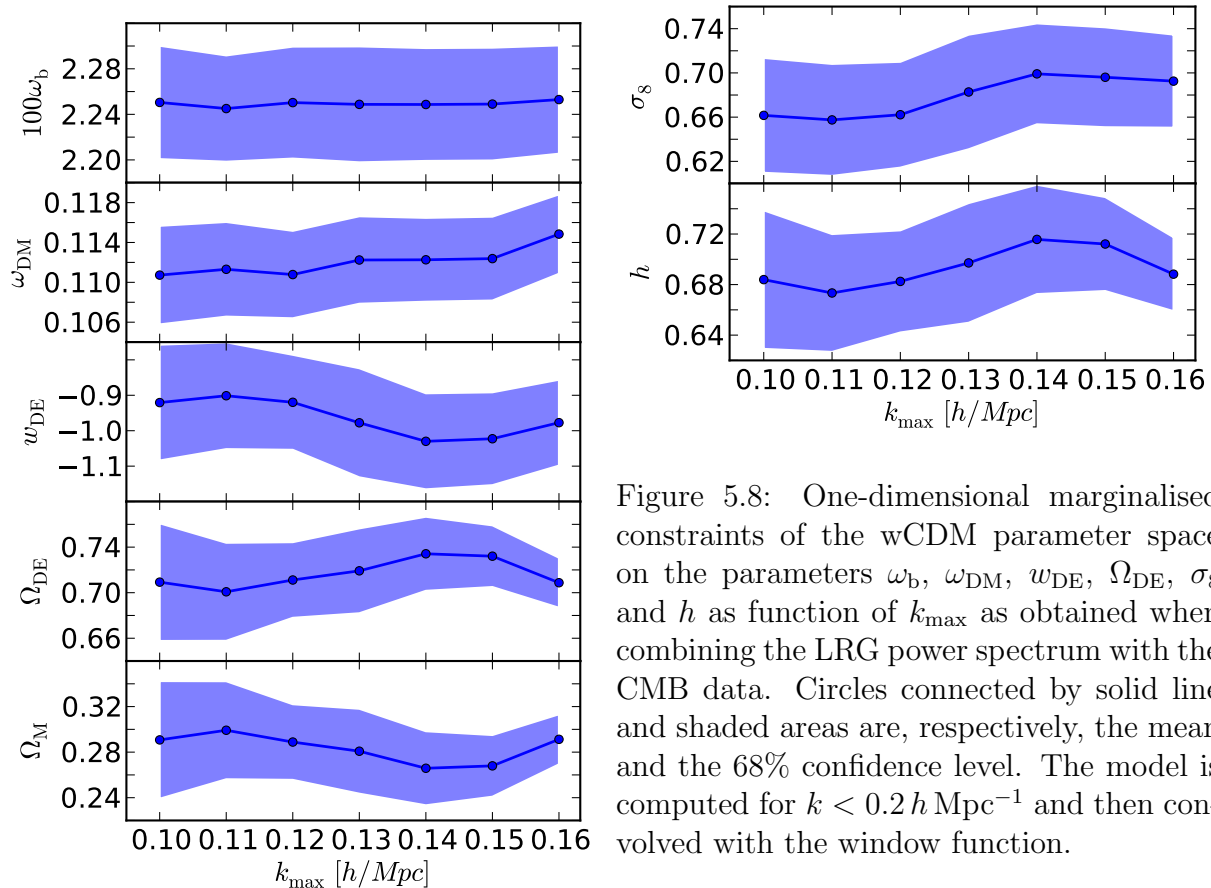 2.28
2.24
2.20
100ω_b
0.118
0.114
0.110
0.106
ω_DM
−0.9
−1.0
−1.1
w_DE
0.74
0.70
0.66
Ω_DE
0.32
0.28
0.24
Ω_M
0.10 0.11 0.12 0.13 0.14 0.15 0.16
k_max [h/Mpc]
0.74
0.70
0.66
0.62
σ_8
0.72
0.68
0.64
h
0.10 0.11 0.12 0.13 0.14 0.15 0.16
k_max [h/Mpc]
Figure 5.8: One-dimensional marginalised
constraints of the wCDM parameter space
on the parameters ω_b, ω_DM, w_DE, Ω_DE, σ_8
and h as function of k_max as obtained when
combining the LRG power spectrum with the
CMB data. Circles connected by solid line
and shaded areas are, respectively, the mean
and the 68% confidence level. The model is
computed for k < 0.2 h Mpc⁻¹ and then con-
volved with the window function.